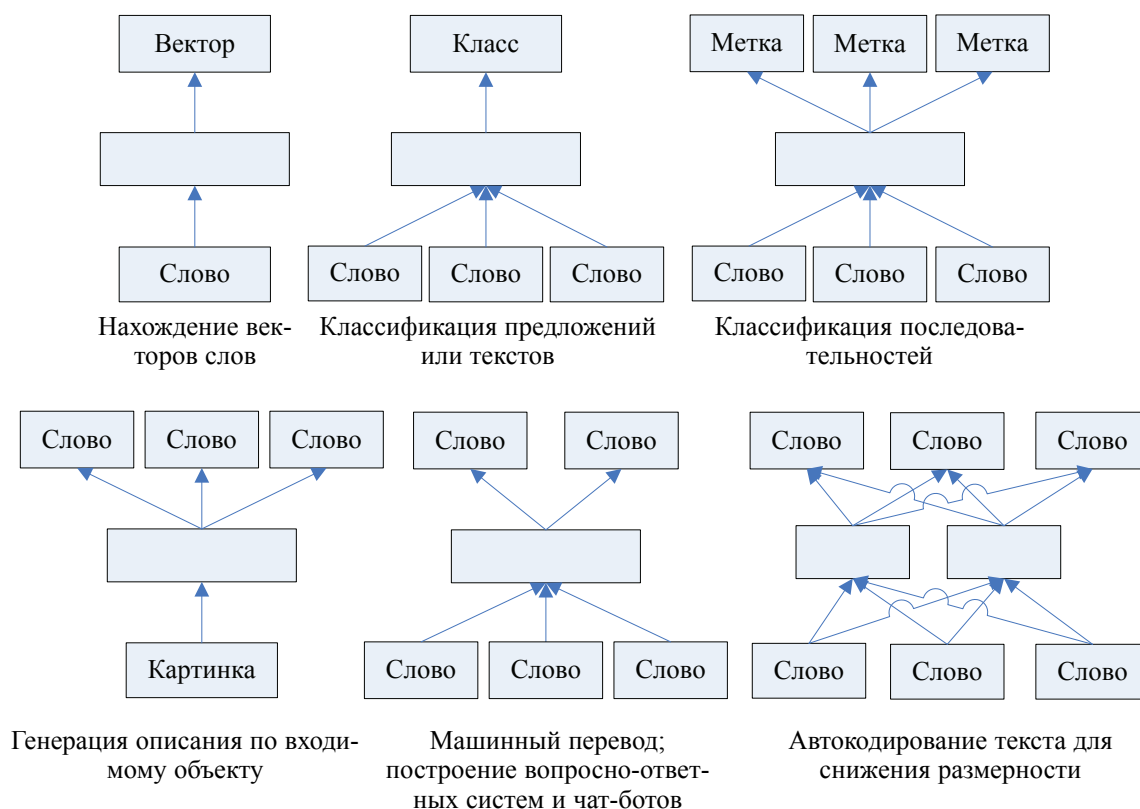 Вектор
Слово
Нахождение век-
торов слов
Класс
Слово Слово Слово
Классификация предложений
или текстов
Метка Метка Метка
Слово Слово Слово
Классификация последова-
тельностей
Слово Слово Слово
Картинка
Генерация описания по входи-
мому объекту
Слово Слово
Слово Слово Слово
Машинный перевод;
построение вопросно-ответ-
ных систем и чат-ботов
Слово Слово Слово
Слово Слово Слово
Автокодирование текста для
снижения размерности